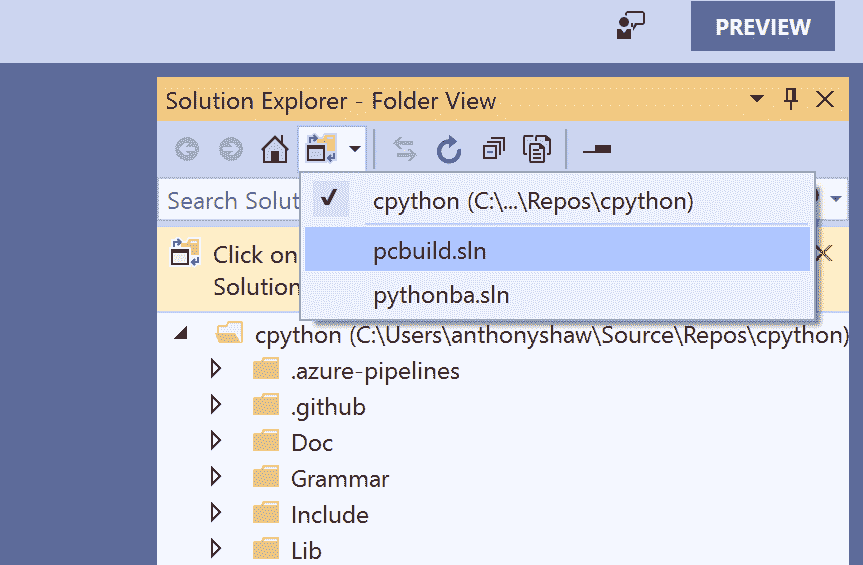 PREVIEW
Solution Explorer - Folder View
Search Solut
cpython (C:\...\Repos\cpython)
Click on
pcbuild.sln
Solution
pythonba.sln
cpython (C:\Users\anthonyshaw\Source\Repos\cpython)
.azure-pipelines
.github
Doc
Grammar
Include
Lib